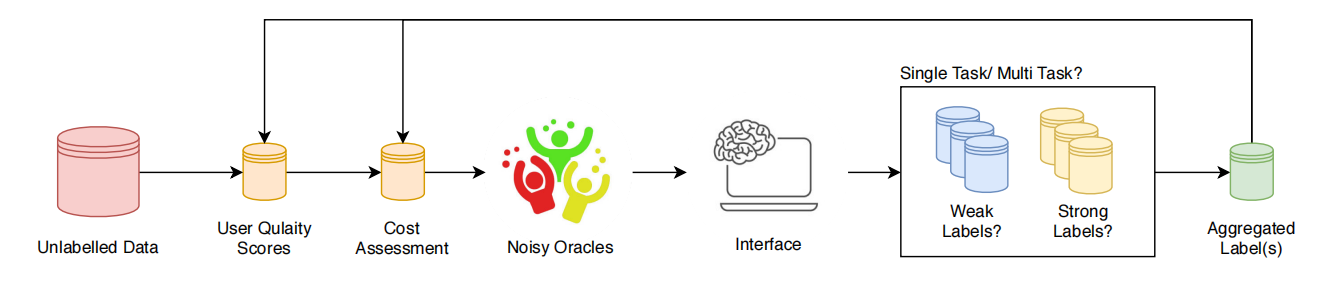 Single Task/ Multi Task?
Unlabelled Data
User Qulaity
Scores
Cost
Assessment
Noisy Oracles
Interface
Weak
Labels?
Strong
Labels?
Aggregated
Label(s)